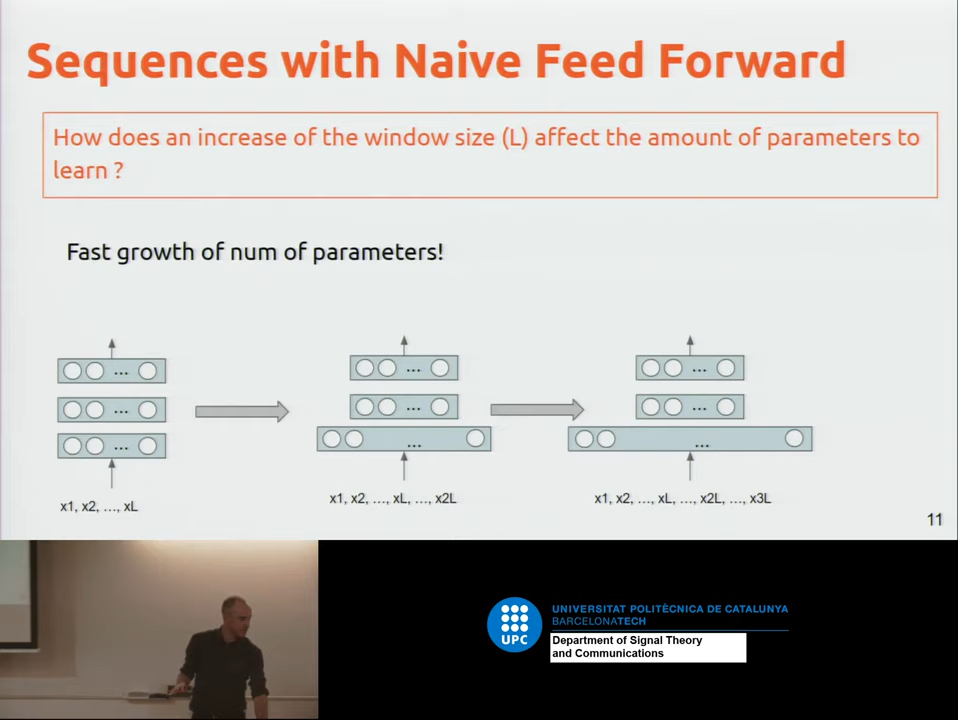 Sequences with Naive Feed Forward
How does an increase of the window size (L) affect the amount of parameters to
learn ?
Fast growth of num of parameters!
...
...
...
...
...
...
...
...
...
x1, x2, ..., xL
x1, x2, ..., xL, ..., x2L
x1, x2, ..., xL, ..., x2L, ..., x3L
11
UPC
UNIVERSITAT POLITÈCNICA DE CATALUNYA
BARCELONATECH
Department of Signal Theory
and Communications